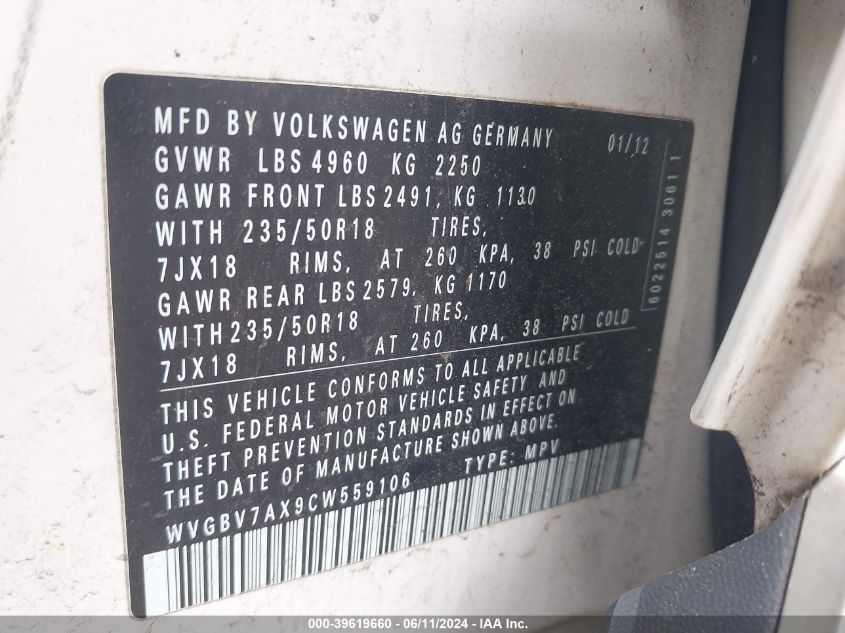 MFD BY VOLKSWAGEN AG GERMANY 01/12
GVWR LBS 4960 KG 2250
GAWR FRONT LBS 2491, KG 1130
WITH 235/50R18 TIRES,
7JX18 RIMS, AT 260 KPA, 38 PSI COLD
GAWR REAR LBS 2579, KG 1170
WITH 235/50R18 TIRES,
7JX18 RIMS, AT 260 KPA, 38 PSI COLD
THIS VEHICLE CONFORMS TO ALL APPLICABLE
U.S. FEDERAL MOTOR VEHICLE SAFETY AND
THEFT PREVENTION STANDARDS IN EFFECT ON
THE DATE OF MANUFACTURE SHOWN ABOVE.
WVGBV7AX9CW559106 TYPE: MPV
6022514 3061 1
000-39619660 - 06/11/2024 - IAA Inc.